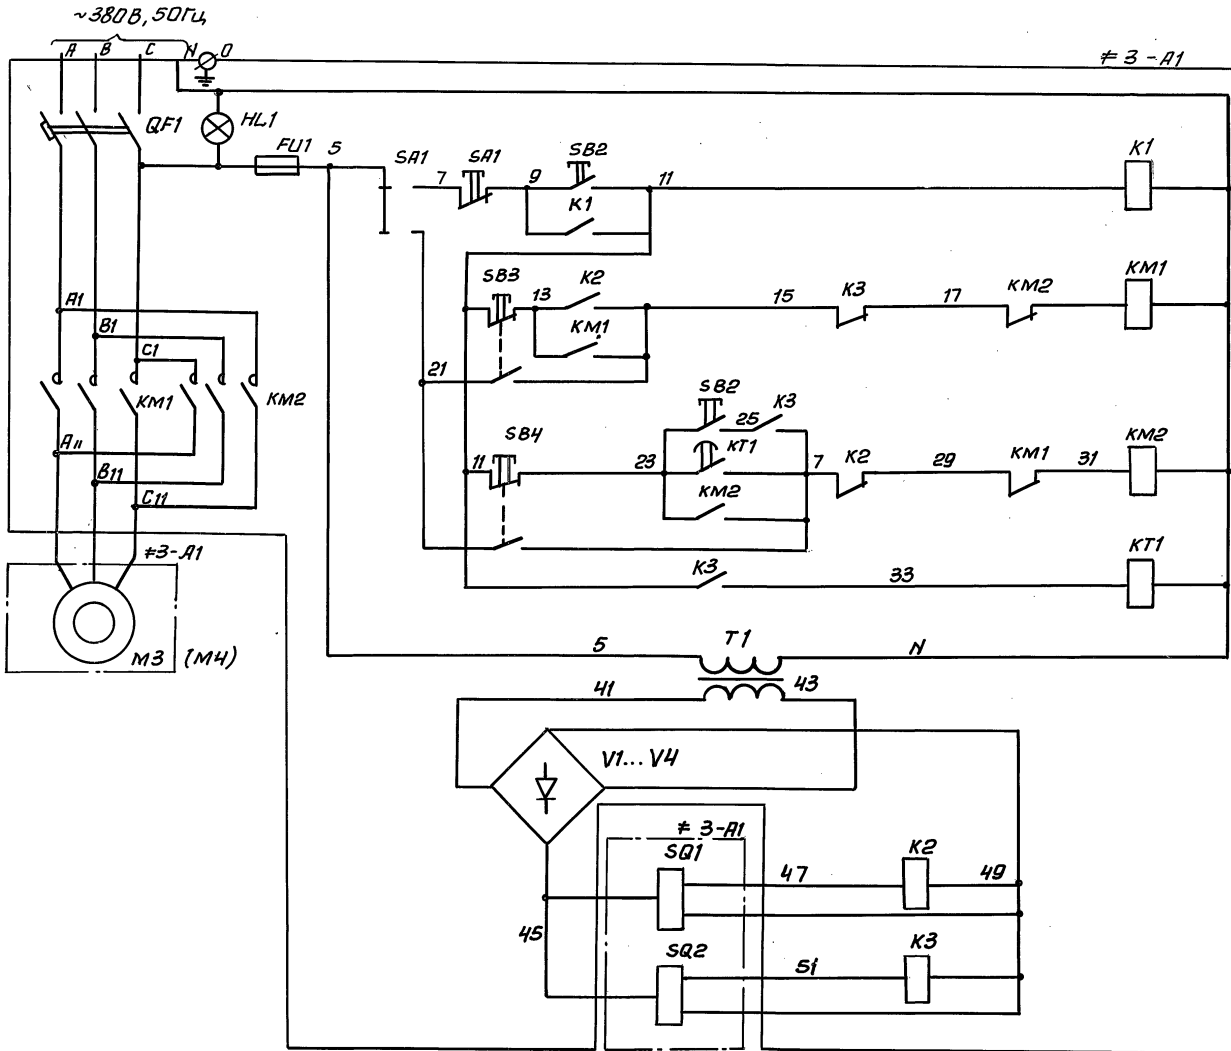 ~380В, 50Гц
A B C N 0
≠ 3 - A1
QF1
HL1
FU1
5
SA1
7
SA1
9
SB2
K1
11
K1
SB3
13
K2
KM1
15
K3
17
KM2
KM1
A1
B1
C1
21
KM1
KM2
SB2
25
K3
SB4
11
23
KT1
KM2
7
K2
29
KM1
31
KM2
A11
B11
C11
K3
33
KT1
≠3-A1
M3 (M4)
5
T1
N
41
43
V1...V4
≠ 3-A1
SQ1
47
K2
49
45
SQ2
51
K3